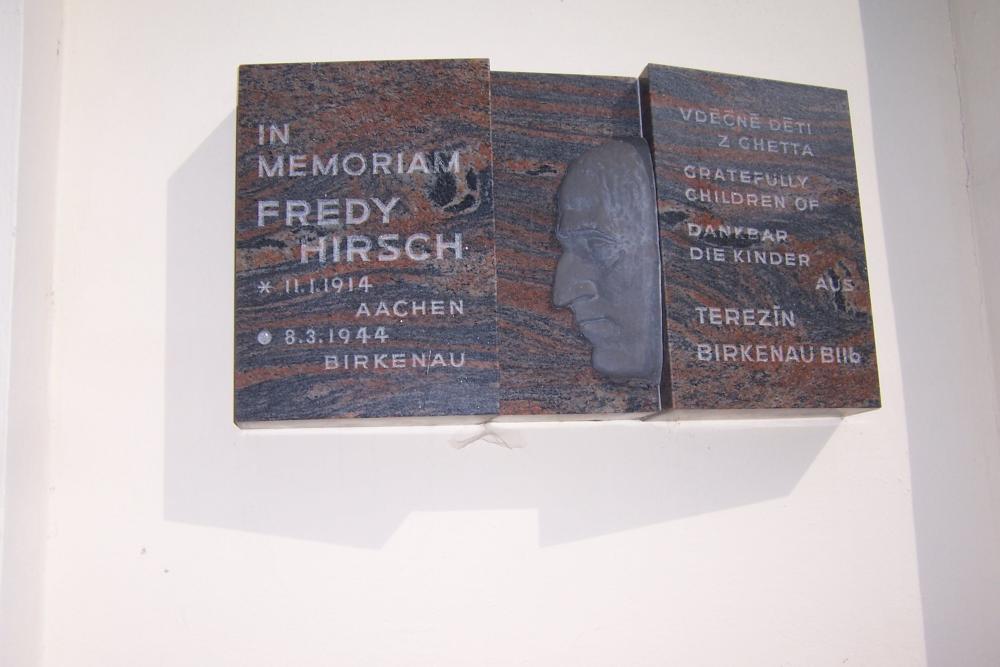 IN
MEMORIAM
FREDY
HIRSCH
* 11.1.1914
AACHEN
● 8.3.1944
BIRKENAU
VDĚČNÉ DĚTI
Z GHETTA
GRATEFULLY
CHILDREN OF
DANKBAR
DIE KINDER
AUS
TEREZÍN
BIRKENAU BIIb